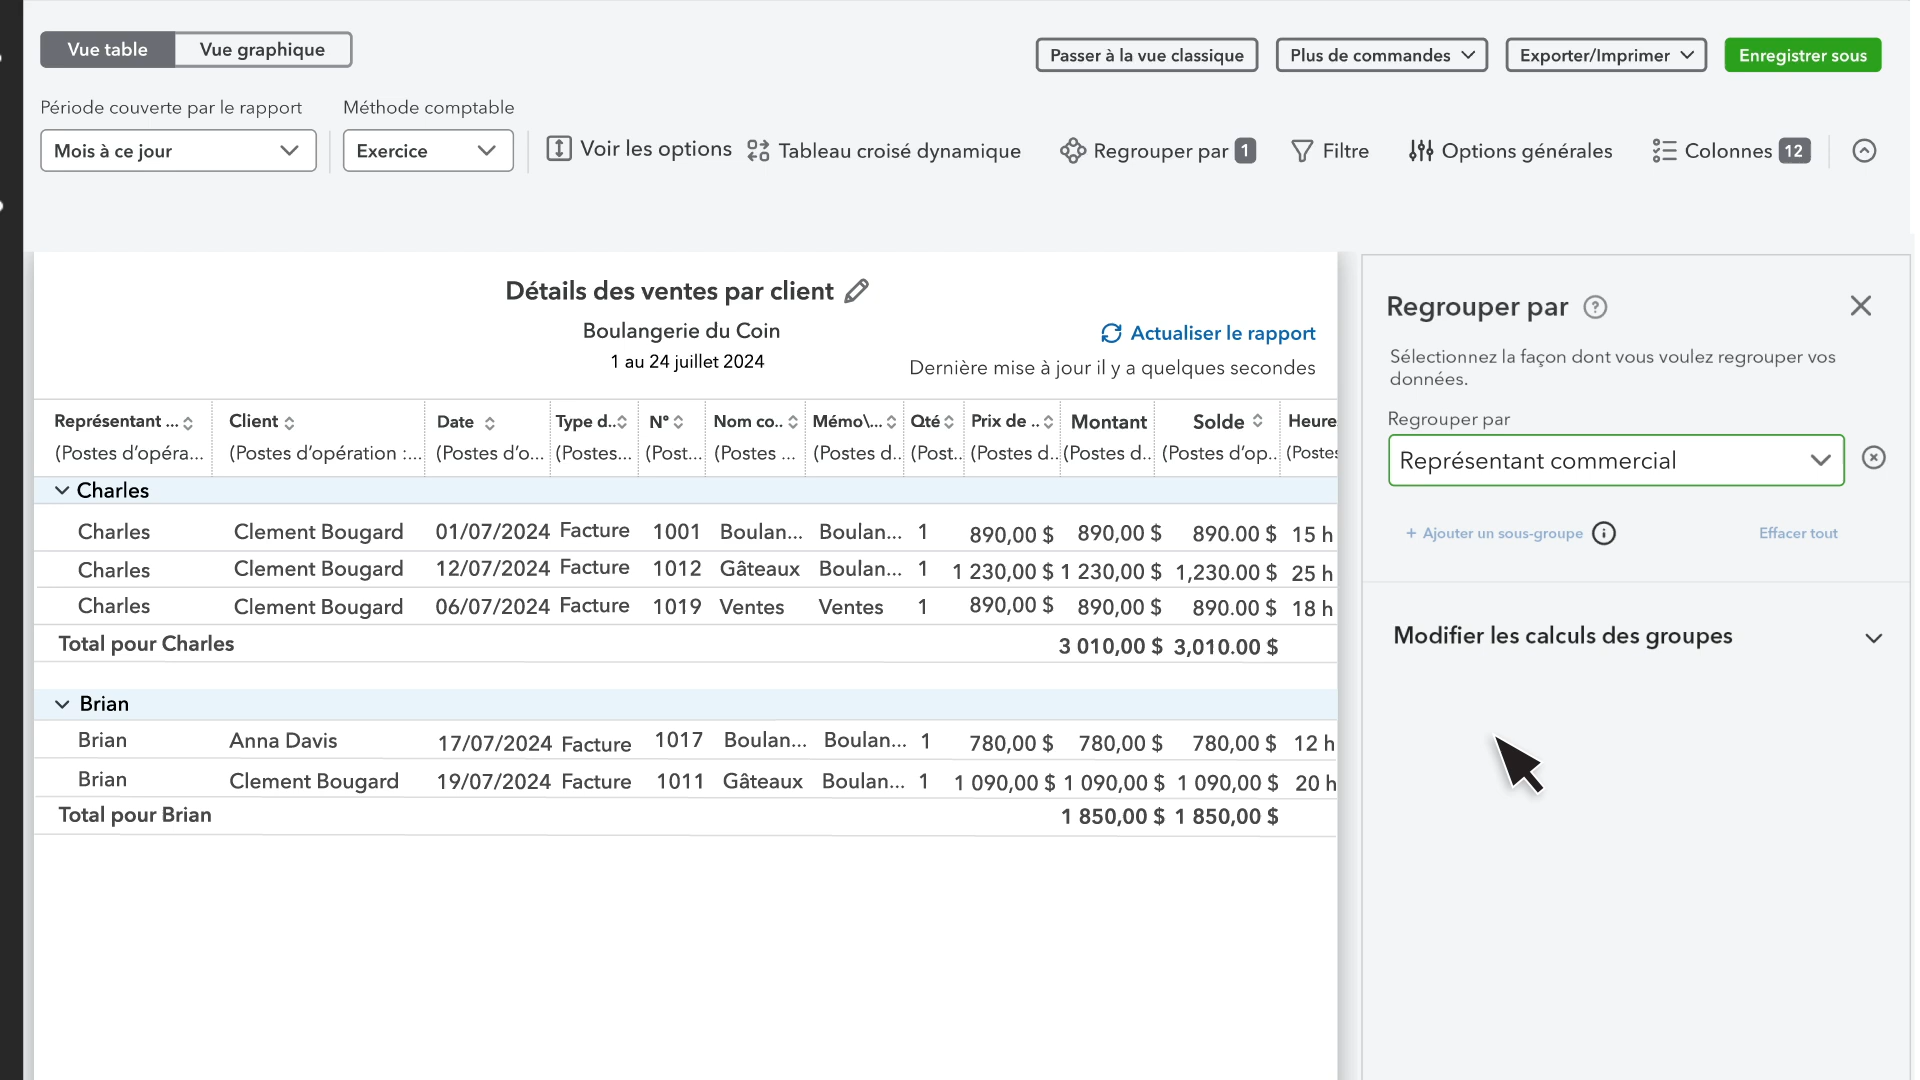 Vue table Vue graphique Passer à la vue classique Plus de commandes Exporter/Imprimer Enregistrer sous
Période couverte par le rapport Méthode comptable
Mois à ce jour Exercice Voir les options Tableau croisé dynamique Regrouper par 1 Filtre Options générales Colonnes 12
Détails des ventes par client
Boulangerie du Coin
1 au 24 juillet 2024
Actualiser le rapport
Dernière mise à jour il y a quelques secondes
Représentant ... Client Date Type d.. N° Nom co.. Mémo\... Qté Prix de .. Montant Solde Heure
(Postes d'opéra... (Postes d'opération :... (Postes d'o... (Postes... (Post... (Postes ... (Postes d.. (Post.. (Postes d.. (Postes d.. (Postes d'op.. (Postes
Charles
Charles Clement Bougard 01/07/2024 Facture 1001 Boulan... Boulan... 1 890,00 $ 890,00 $ 890.00 $ 15 h
Charles Clement Bougard 12/07/2024 Facture 1012 Gâteaux Boulan... 1 1 230,00 $ 1 230,00 $ 1,230.00 $ 25 h
Charles Clement Bougard 06/07/2024 Facture 1019 Ventes Ventes 1 890,00 $ 890,00 $ 890.00 $ 18 h
Total pour Charles 3 010,00 $ 3,010.00 $
Brian
Brian Anna Davis 17/07/2024 Facture 1017 Boulan... Boulan... 1 780,00 $ 780,00 $ 780,00 $ 12 h
Brian Clement Bougard 19/07/2024 Facture 1011 Gâteaux Boulan... 1 1 090,00 $ 1 090,00 $ 1 090,00 $ 20 h
Total pour Brian 1 850,00 $ 1 850,00 $
Regrouper par
Sélectionnez la façon dont vous voulez regrouper vos
données.
Regrouper par
Représentant commercial
+ Ajouter un sous-groupe Effacer tout
Modifier les calculs des groupes